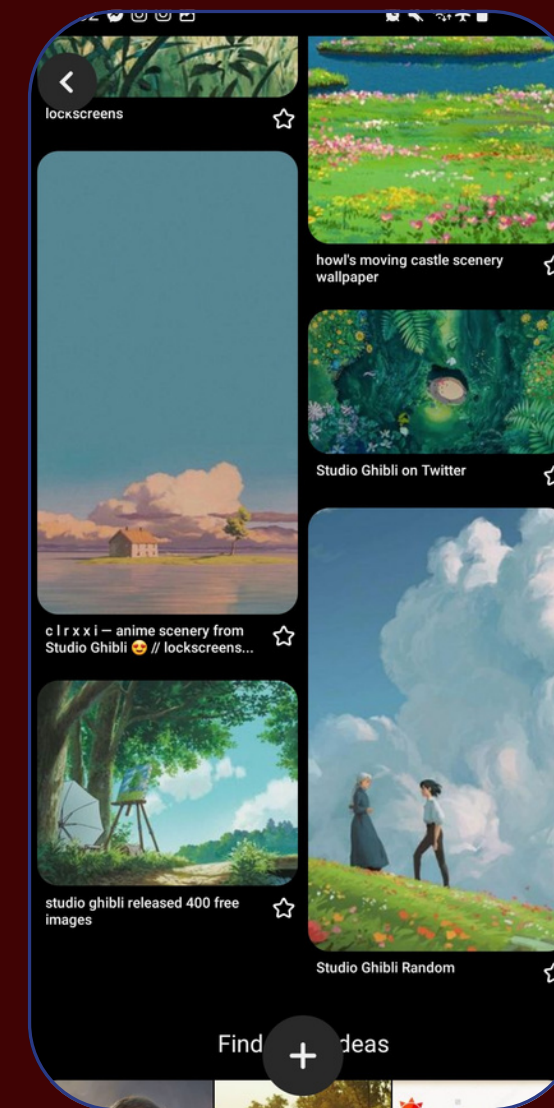 lockscreens
howl's moving castle scenery
wallpaper
Studio Ghibli on Twitter
c l r x x i — anime scenery from
Studio Ghibli 😍 // lockscreens...
studio ghibli released 400 free
images
Studio Ghibli Random
Find deas